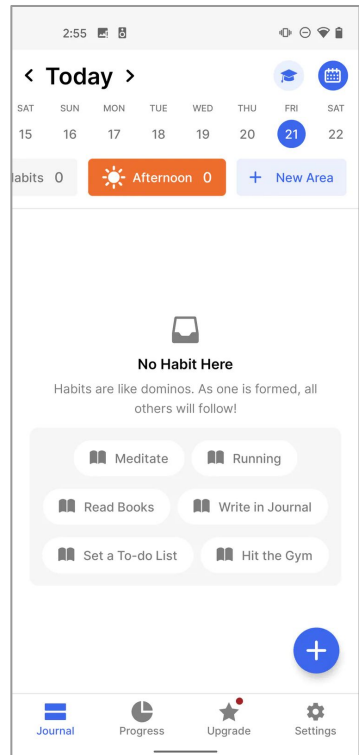 2:55
Today
SAT SUN MON TUE WED THU FRI SAT
15 16 17 18 19 20 21 22
abits 0 Afternoon 0 + New Area
No Habit Here
Habits are like dominos. As one is formed, all
others will follow!
Meditate Running
Read Books Write in Journal
Set a To-do List Hit the Gym
Journal Progress Upgrade Settings